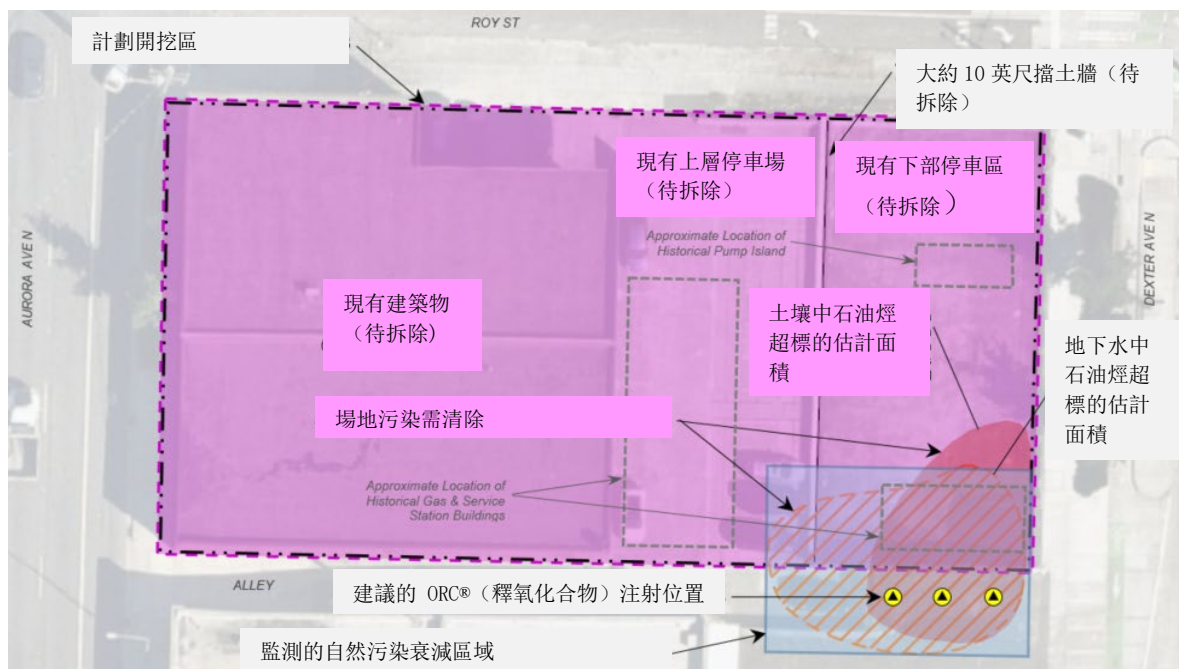 ROY ST
計劃開挖區
大約 10 英尺擋土牆（待
拆除）
現有上層停車場
（待拆除）
現有下部停車區
（待拆除）
Approximate Location of
Historical Pump Island
AURORA AVE N
DEXTER AVE N
現有建築物
（待拆除)
土壤中石油烴
超標的估計面
積
地下水中
石油烴超
標的估計
面積
場地污染需清除
Approximate Location of
Historical Gas & Service
Station Buildings
ALLEY
建議的 ORC®（釋氧化合物）注射位置
監測的自然污染衰減區域